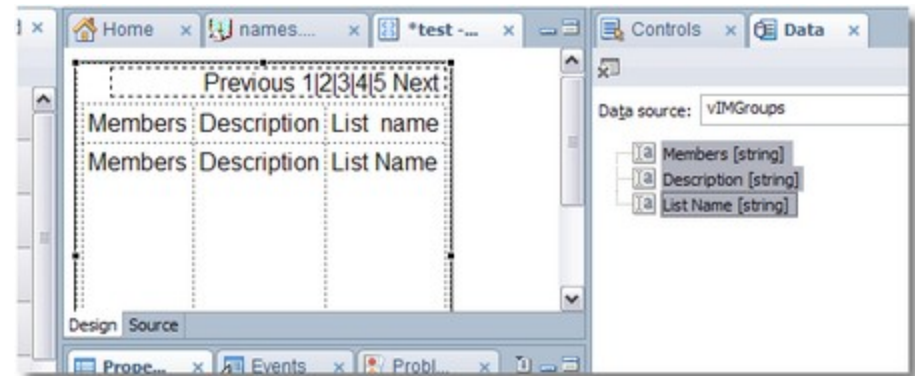 Home names.... *test -...
Previous 1|2|3|4|5 Next
Members Description List name
Members Description List Name
Design Source
Prope... Events Probl...
Controls Data
Data source: vIMGroups
Members [string]
Description [string]
List Name [string]